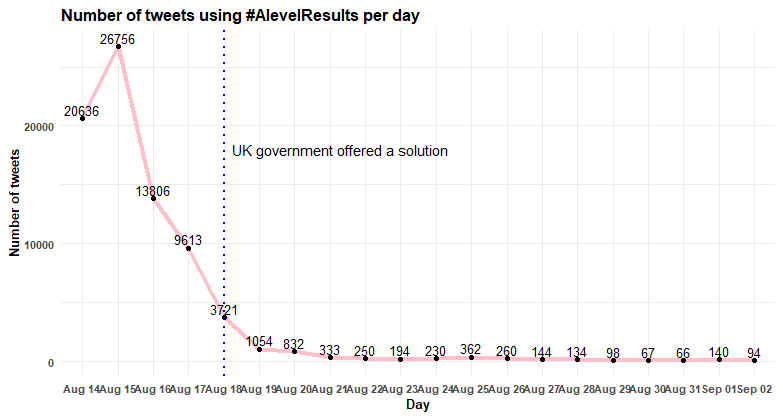 Number of tweets using #AlevelResults per day
26756
20636
20000
UK government offered a solution
13806
10000
9613
3721
1054 832 333 250 194 230 362 260 144 134 98 67 66 140 94
0
Number of tweets
Aug 14 Aug 15 Aug 16 Aug 17 Aug 18 Aug 19 Aug 20 Aug 21 Aug 22 Aug 23 Aug 24 Aug 25 Aug 26 Aug 27 Aug 28 Aug 29 Aug 30 Aug 31 Sep 01 Sep 02
Day